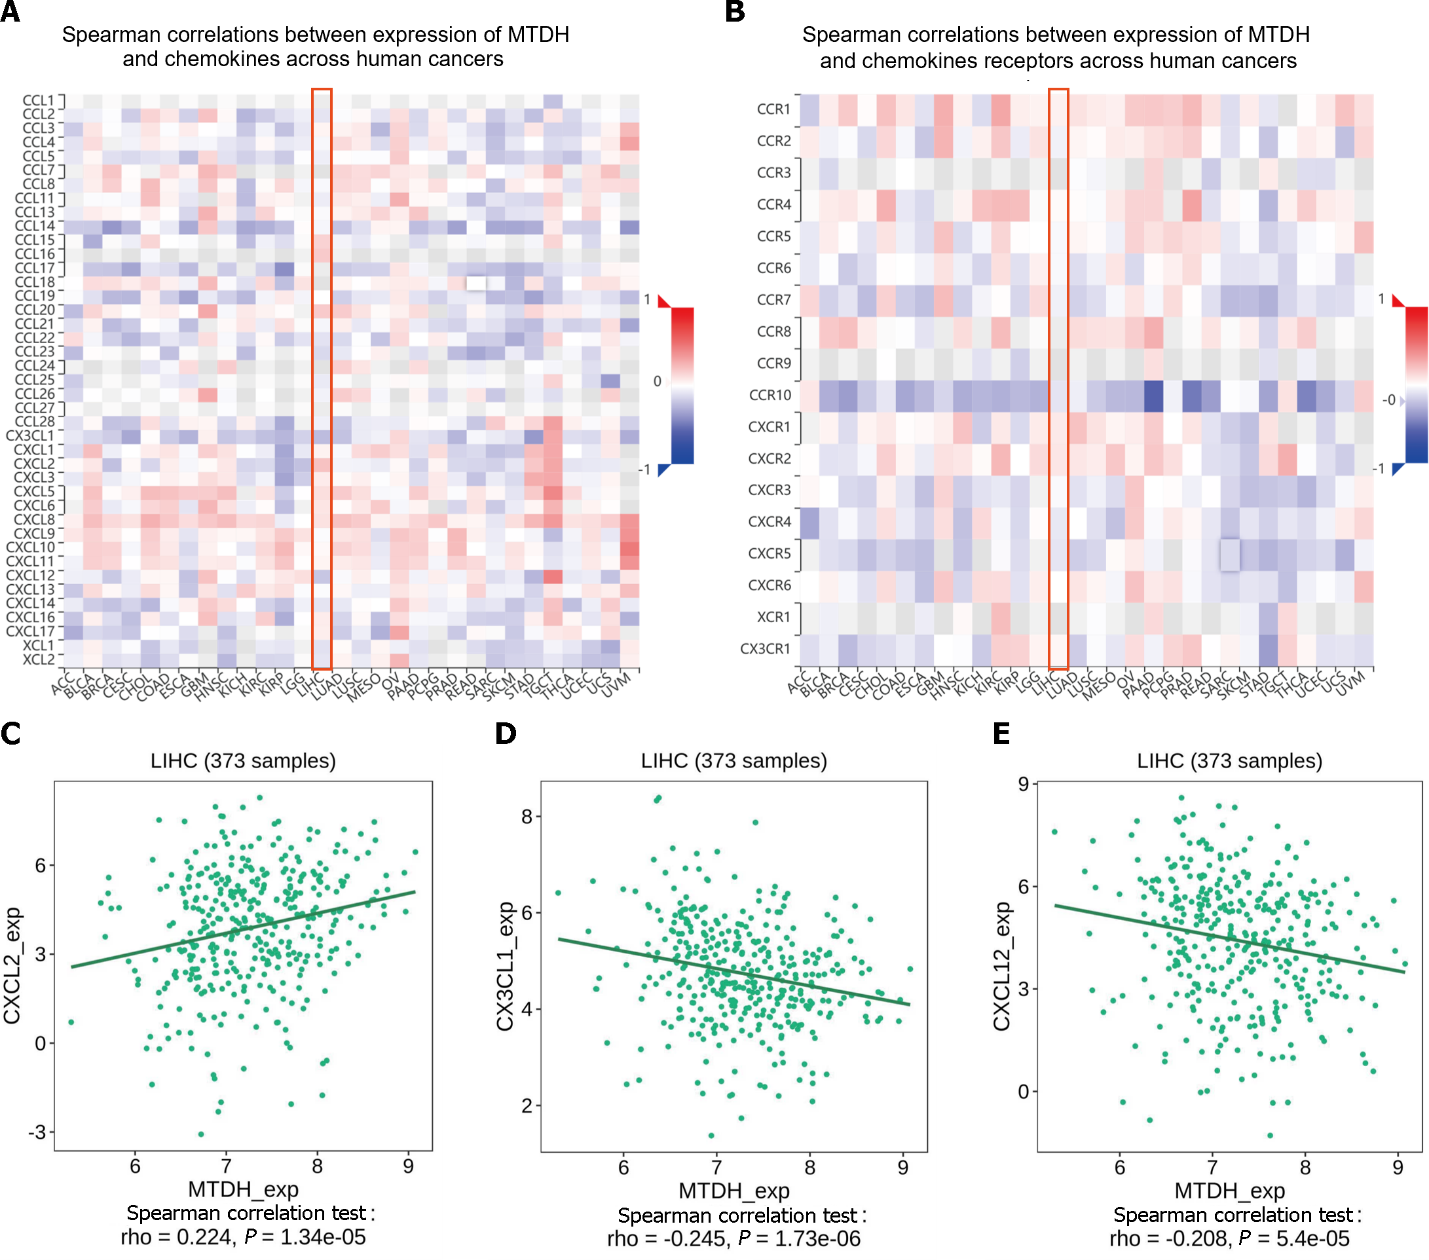 A
Spearman correlations between expression of MTDH
and chemokines across human cancers
CCL1
CCL2
CCL3
CCL4
CCL5
CCL7
CCL8
CCL11
CCL13
CCL14
CCL15
CCL16
CCL17
CCL18
CCL19
CCL20
CCL21
CCL22
CCL23
CCL24
CCL25
CCL26
CCL27
CCL28
CX3CL1
CXCL1
CXCL2
CXCL3
CXCL5
CXCL6
CXCL8
CXCL9
CXCL10
CXCL11
CXCL12
CXCL13
CXCL14
CXCL16
CXCL17
XCL1
XCL2
ACC BLCA BRCA CESC CHOL COAD ESCA GBM HNSC KICH KIRC KIRP LGG LIHC LUAD LUSC MESO OV PAAD PCPG PRAD READ SARC SKCM STAD TGCT THCA UCEC UCS UVM
1
0
-1
B
Spearman correlations between expression of MTDH
and chemokines receptors across human cancers
CCR1
CCR2
CCR3
CCR4
CCR5
CCR6
CCR7
CCR8
CCR9
CCR10
CXCR1
CXCR2
CXCR3
CXCR4
CXCR5
CXCR6
XCR1
CX3CR1
ACC BLCA BRCA CESC CHOL COAD ESCA GBM HNSC KICH KIRC KIRP LGG LIHC LUAD LUSC MESO OV PAAD PCPG PRAD READ SARC SKCM STAD TGCT THCA UCEC UCS UVM
1
-0
-1
C
LIHC (373 samples)
CXCL2_exp
6
3
0
-3
6 7 8 9
MTDH_exp
Spearman correlation test:
rho = 0.224, P = 1.34e-05
D
LIHC (373 samples)
CX3CL1_exp
8
6
4
2
6 7 8 9
MTDH_exp
Spearman correlation test:
rho = -0.245, P = 1.73e-06
E
LIHC (373 samples)
CXCL12_exp
9
6
3
0
6 7 8 9
MTDH_exp
Spearman correlation test:
rho = -0.208, P = 5.4e-05